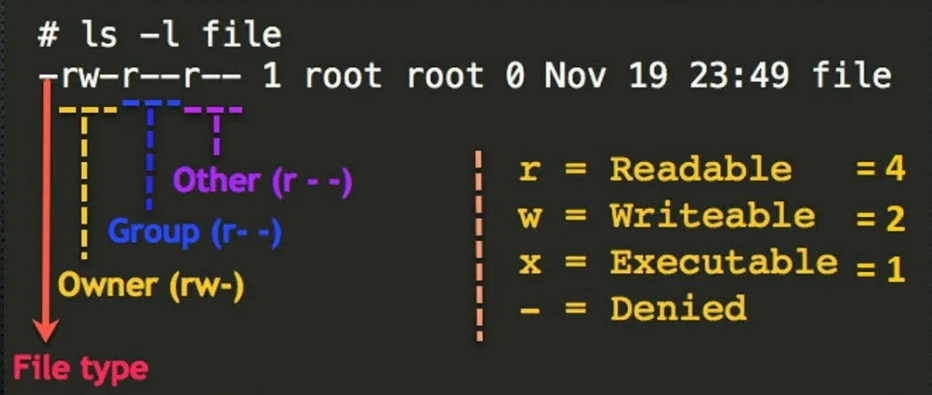 # ls -l file
-rw-r--r-- 1 root root 0 Nov 19 23:49 file
Other (r - -)
Group (r- -)
Owner (rw-)
File type
r = Readable = 4
w = Writeable = 2
x = Executable = 1
- = Denied